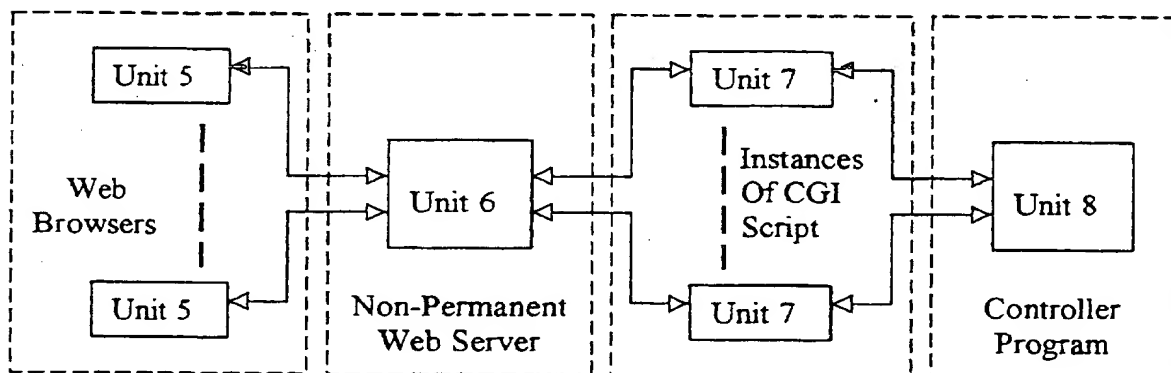 Unit 5
Web
Browsers
Unit 5
Unit 6
Non-Permanent
Web Server
Unit 7
Instances
Of CGI
Script
Unit 7
Unit 8
Controller
Program